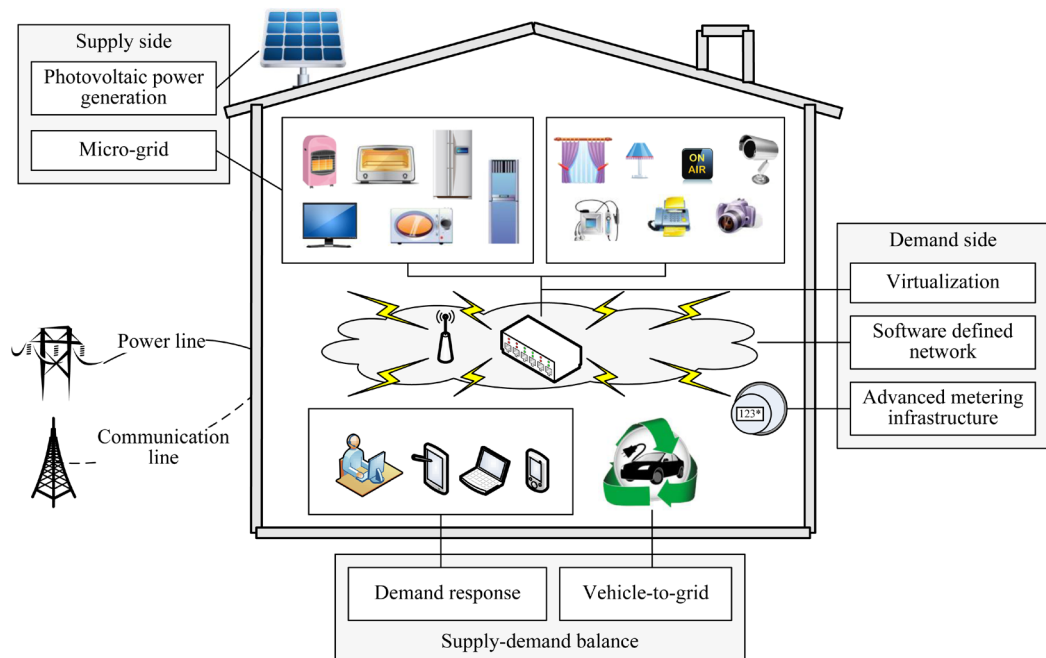 Supply side
Photovoltaic power
generation
Micro-grid
ON
AIR
Demand side
Virtualization
Software defined
network
Advanced metering
infrastructure
123*
Power line
Communication
line
Demand response
Vehicle-to-grid
Supply-demand balance